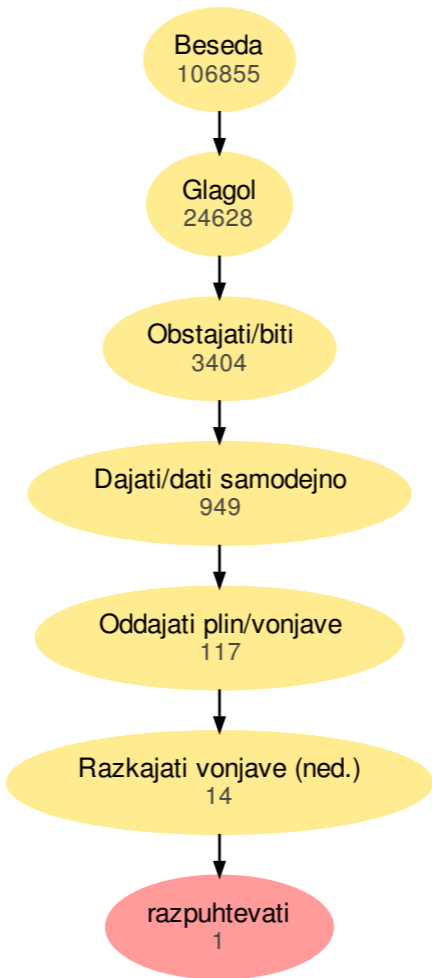 Beseda
106855
Glagol
24628
Obstajati/biti
3404
Dajati/dati samodejno
949
Oddajati plin/vonjave
117
Razkajati vonjave (ned.)
14
razpuhtevati
1